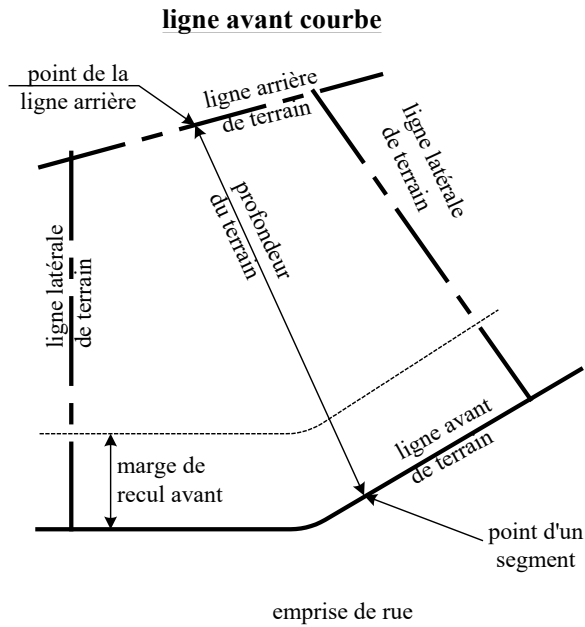 ligne avant courbe
point de la
ligne arrière
ligne arrière
de terrain
ligne latérale
de terrain
profondeur
du terrain
ligne latérale
de terrain
ligne avant
de terrain
marge de
recul avant
point d'un
segment
emprise de rue